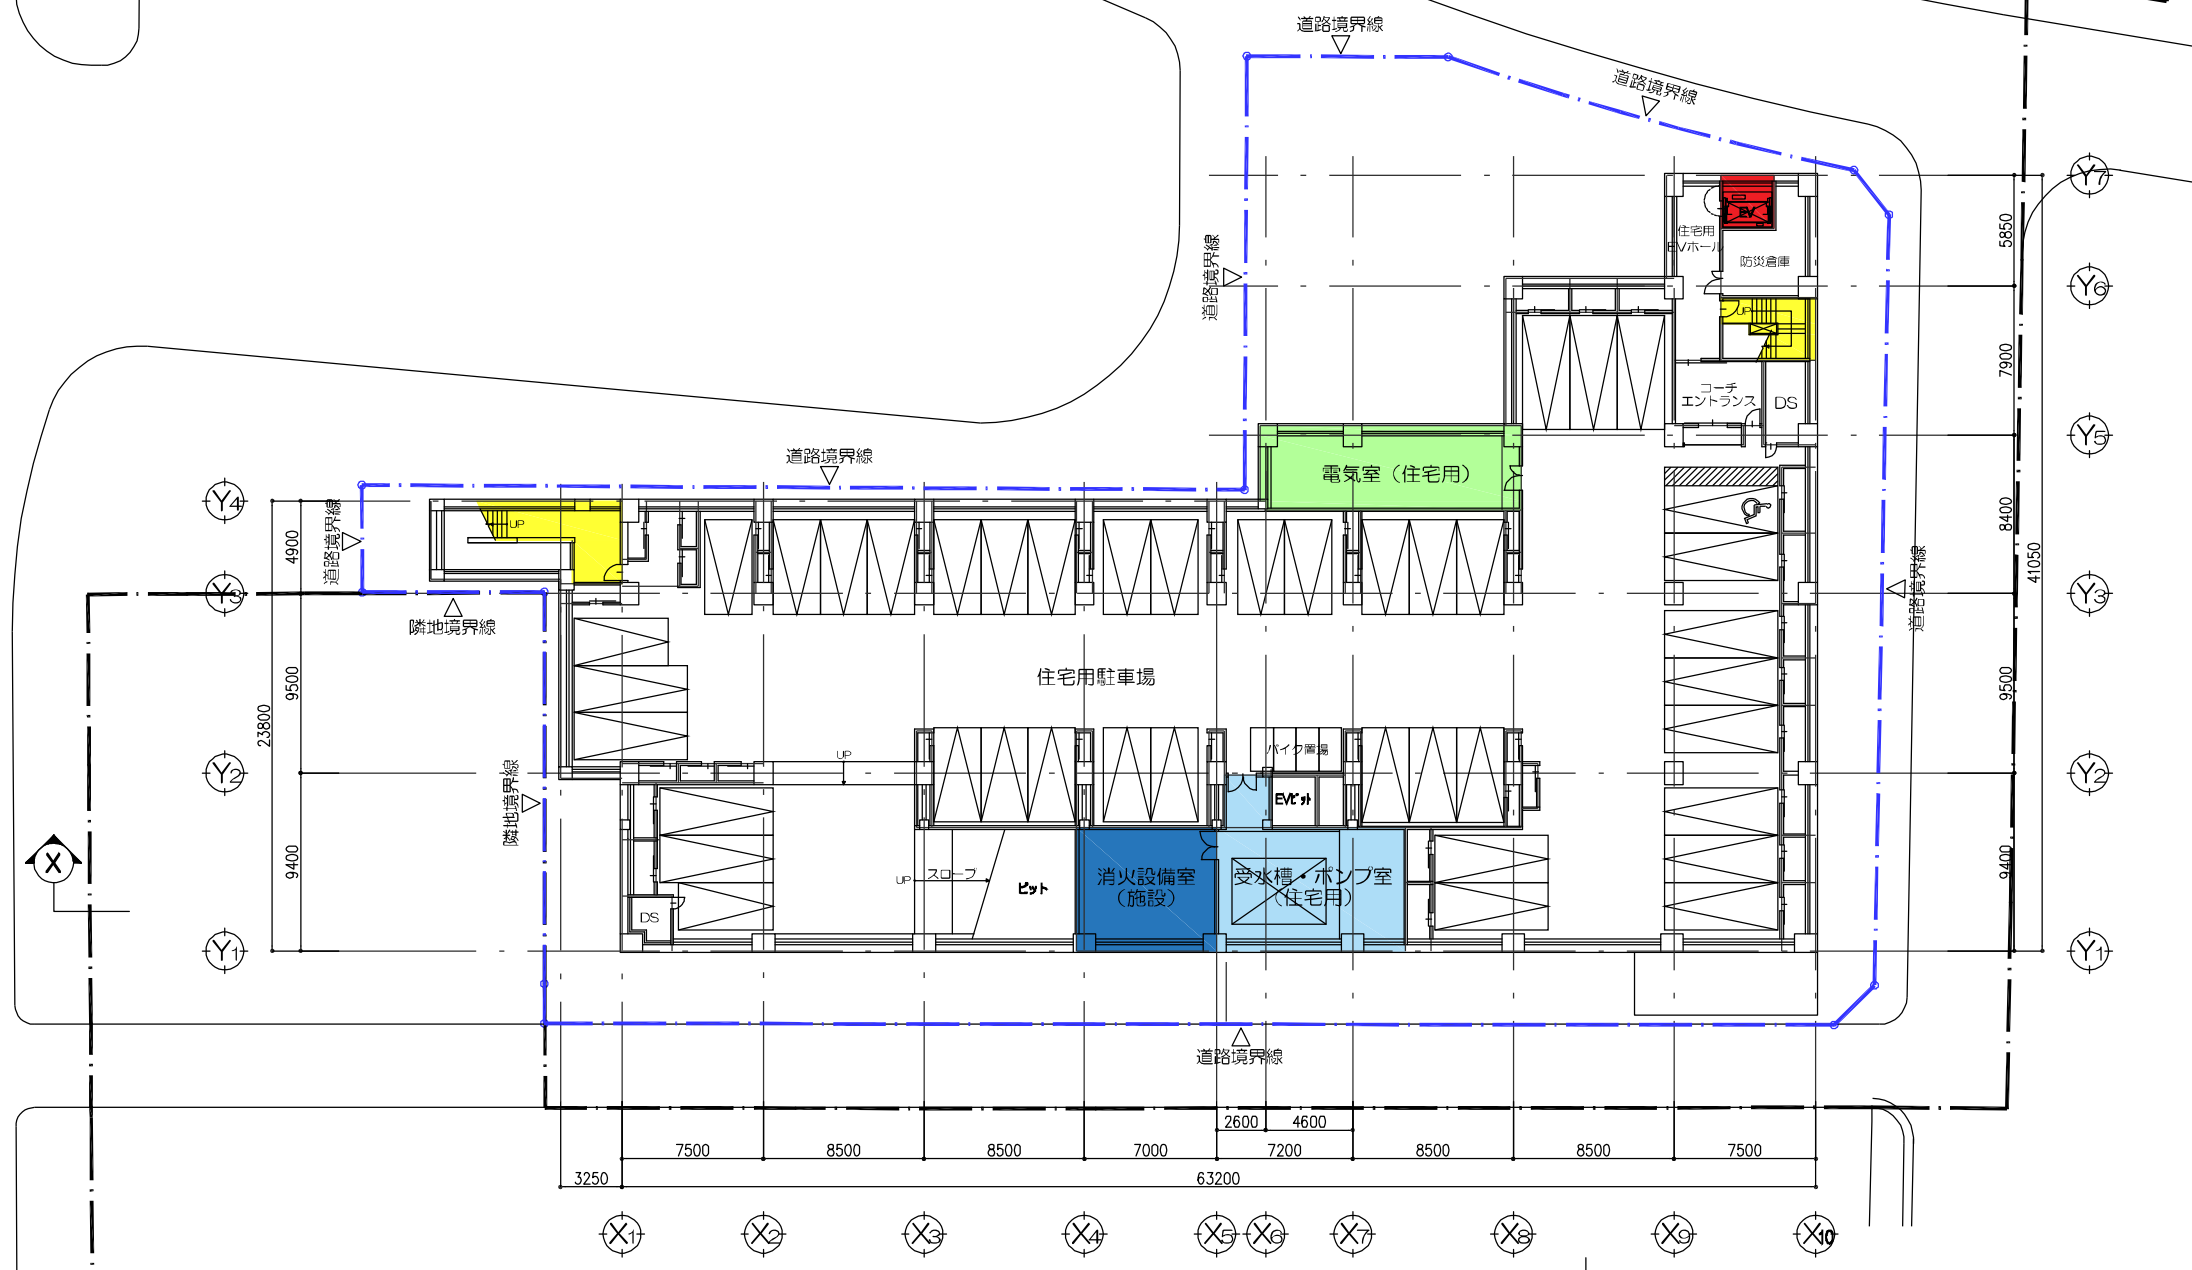 道路境界線
道路境界線
Y7
EV
住宅用
EVホール
防災倉庫
5850
道路境界線
Y6
UP
7900
コーチ
エントランス
DS
Y5
道路境界線
電気室（住宅用）
Y4
道路境界線
UP
4900
8400
41050
道路境界線
Y3
Y3
隣地境界線
住宅用駐車場
9500
9500
23800
UP
バイク置場
Y2
Y2
隣地境界線
EVピット
X
9400
9400
UP
スロープ
ピット
消火設備室
（施設）
受水槽・ポンプ室
（住宅用）
DS
Y1
Y1
道路境界線
2600
4600
7500
8500
8500
7000
7200
8500
8500
7500
3250
63200
X1
X2
X3
X4
X5
X6
X7
X8
X9
X10